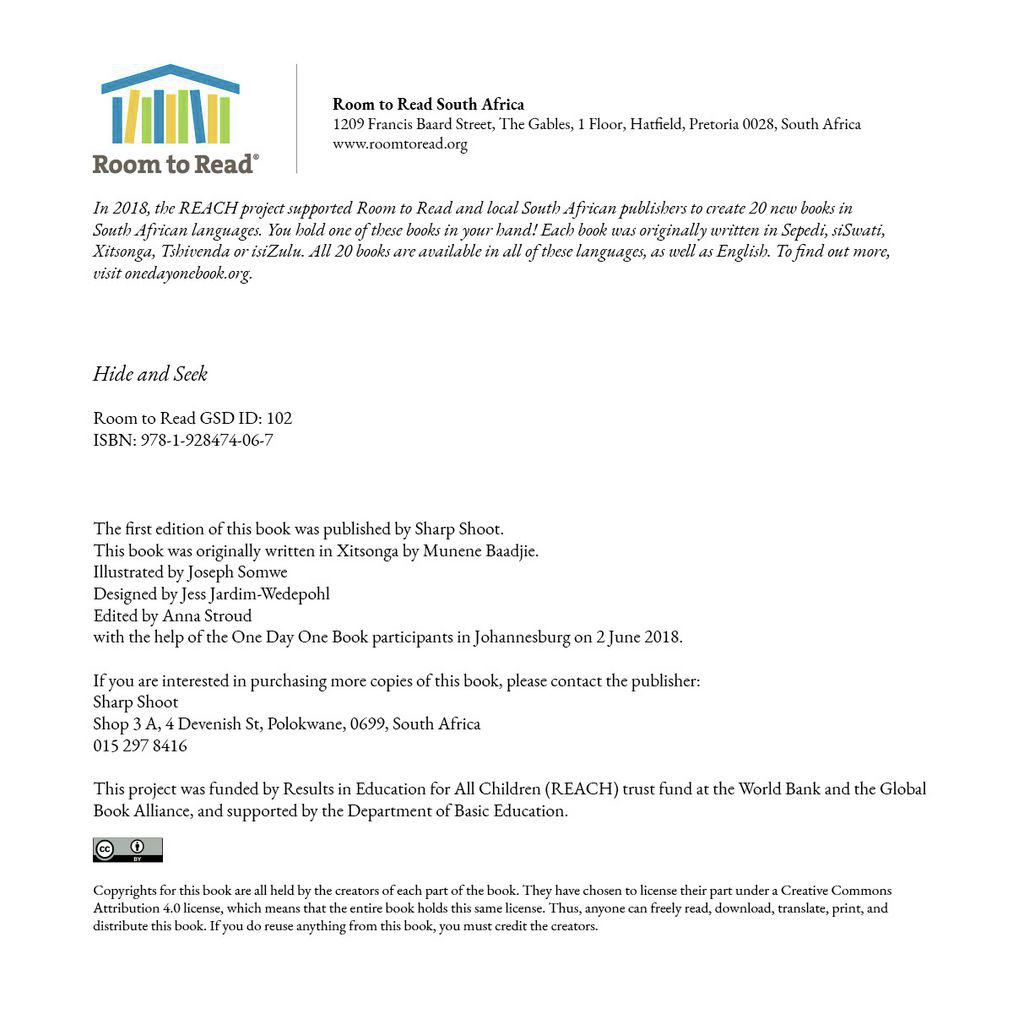 Room to Read®
Room to Read South Africa
1209 Francis Baard Street, The Gables, 1 Floor, Hatfield, Pretoria 0028, South Africa
www.roomtoread.org
In 2018, the REACH project supported Room to Read and local South African publishers to create 20 new books in
South African languages. You hold one of these books in your hand! Each book was originally written in Sepedi, siSwati,
Xitsonga, Tshivenda or isiZulu. All 20 books are available in all of these languages, as well as English. To find out more,
visit onedayonebook.org.
Hide and Seek
Room to Read GSD ID: 102
ISBN: 978-1-928474-06-7
The first edition of this book was published by Sharp Shoot.
This book was originally written in Xitsonga by Munene Baadjie.
Illustrated by Joseph Somwe
Designed by Jess Jardim-Wedepohl
Edited by Anna Stroud
with the help of the One Day One Book participants in Johannesburg on 2 June 2018.
If you are interested in purchasing more copies of this book, please contact the publisher:
Sharp Shoot
Shop 3 A, 4 Devenish St, Polokwane, 0699, South Africa
015 297 8416
This project was funded by Results in Education for All Children (REACH) trust fund at the World Bank and the Global
Book Alliance, and supported by the Department of Basic Education.
cc
BY
Copyrights for this book are all held by the creators of each part of the book. They have chosen to license their part under a Creative Commons
Attribution 4.0 license, which means that the entire book holds this same license. Thus, anyone can freely read, download, translate, print, and
distribute this book. If you do reuse anything from this book, you must credit the creators.